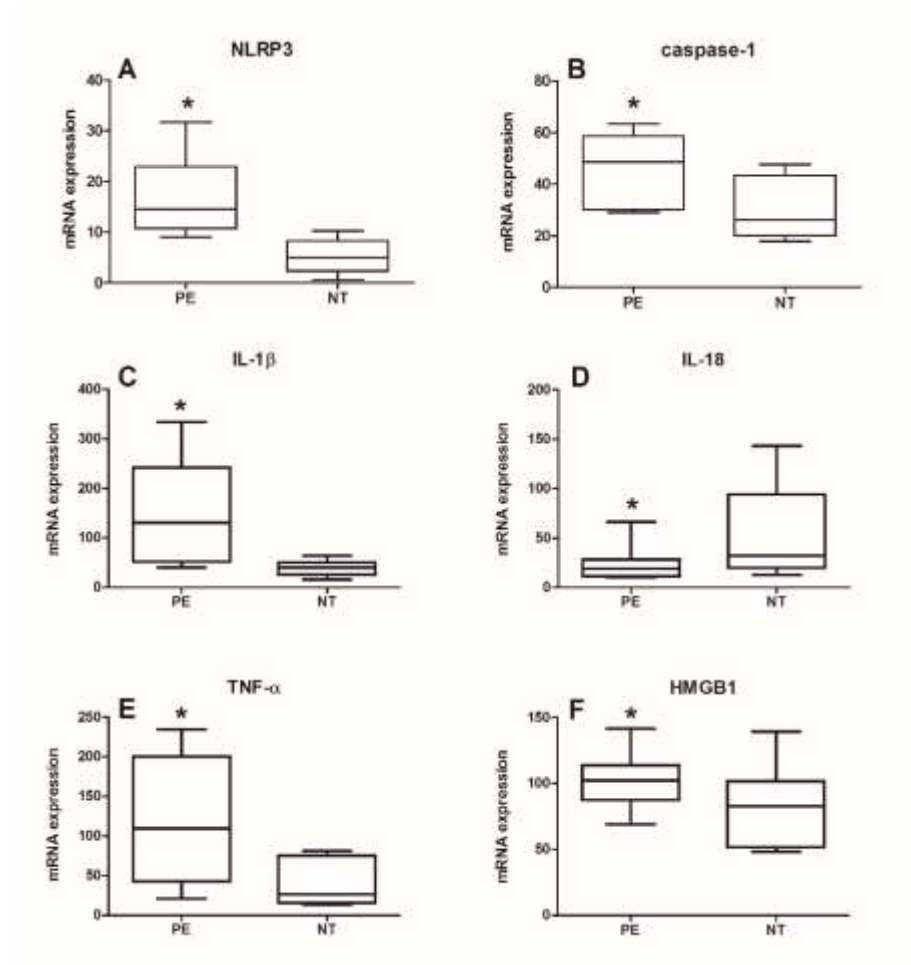 A
NLRP3
mRNA expression
40
30
20
10
0
*
PE
NT
B
caspase-1
mRNA expression
80
60
40
20
0
*
PE
NT
C
IL-1β
mRNA expression
400
300
200
100
0
*
PE
NT
D
IL-18
mRNA expression
200
150
100
50
0
*
PE
NT
E
TNF-α
mRNA expression
250
200
150
100
50
0
*
PE
NT
F
HMGB1
mRNA expression
150
100
50
0
*
PE
NT